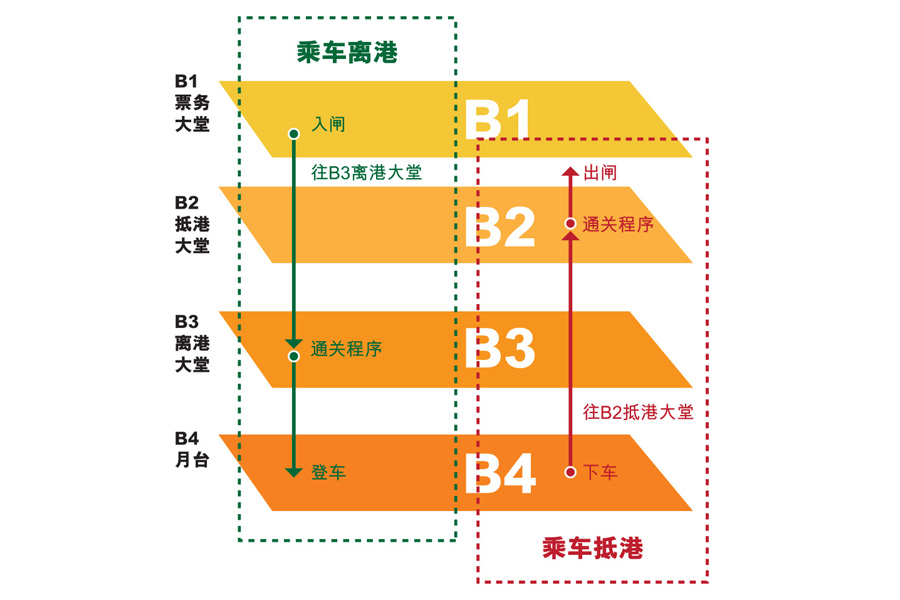 乘车离港
B1
票务
大堂
入闸
B1
往B3离港大堂
出闸
B2
抵港
大堂
B2
通关程序
B3
离港
大堂
通关程序
B3
往B2抵港大堂
B4
月台
登车
B4
下车
乘车抵港